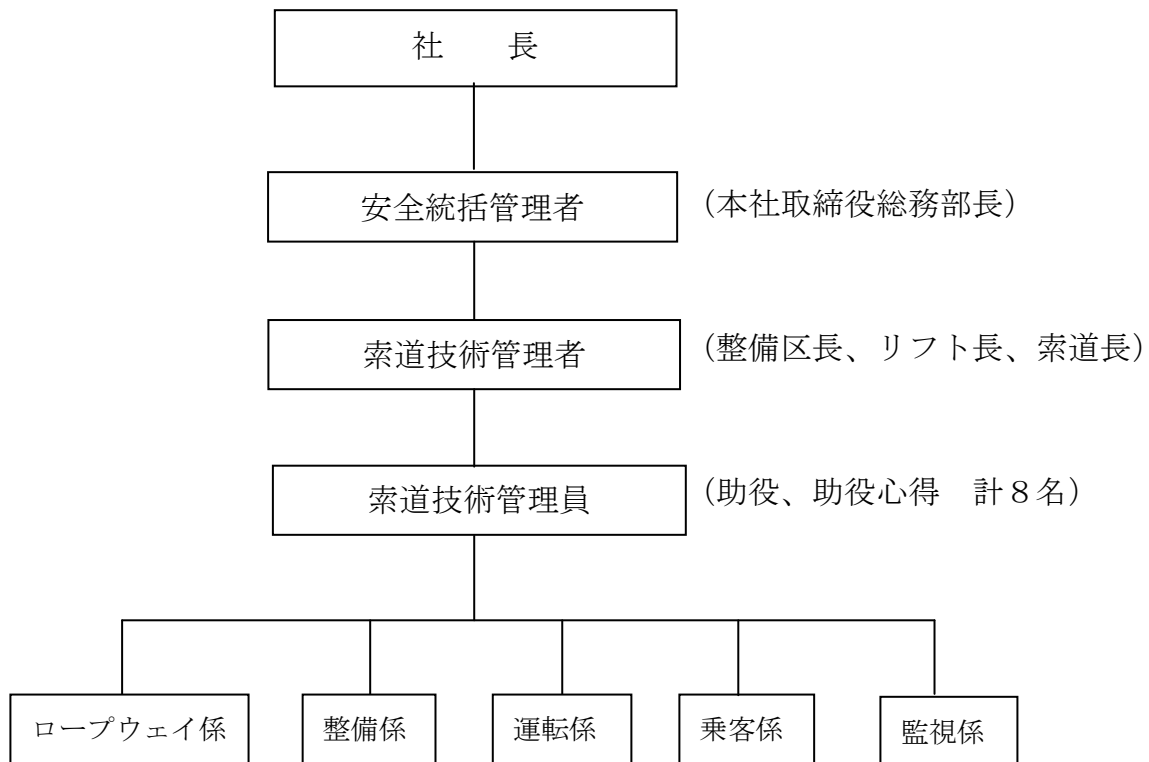 社　　長
安全統括管理者　（本社取締役総務部長）
索道技術管理者　（整備区長、リフト長、索道長）
索道技術管理員　（助役、助役心得　計８名）
ロープウェイ係　整備係　運転係　乗客係　監視係